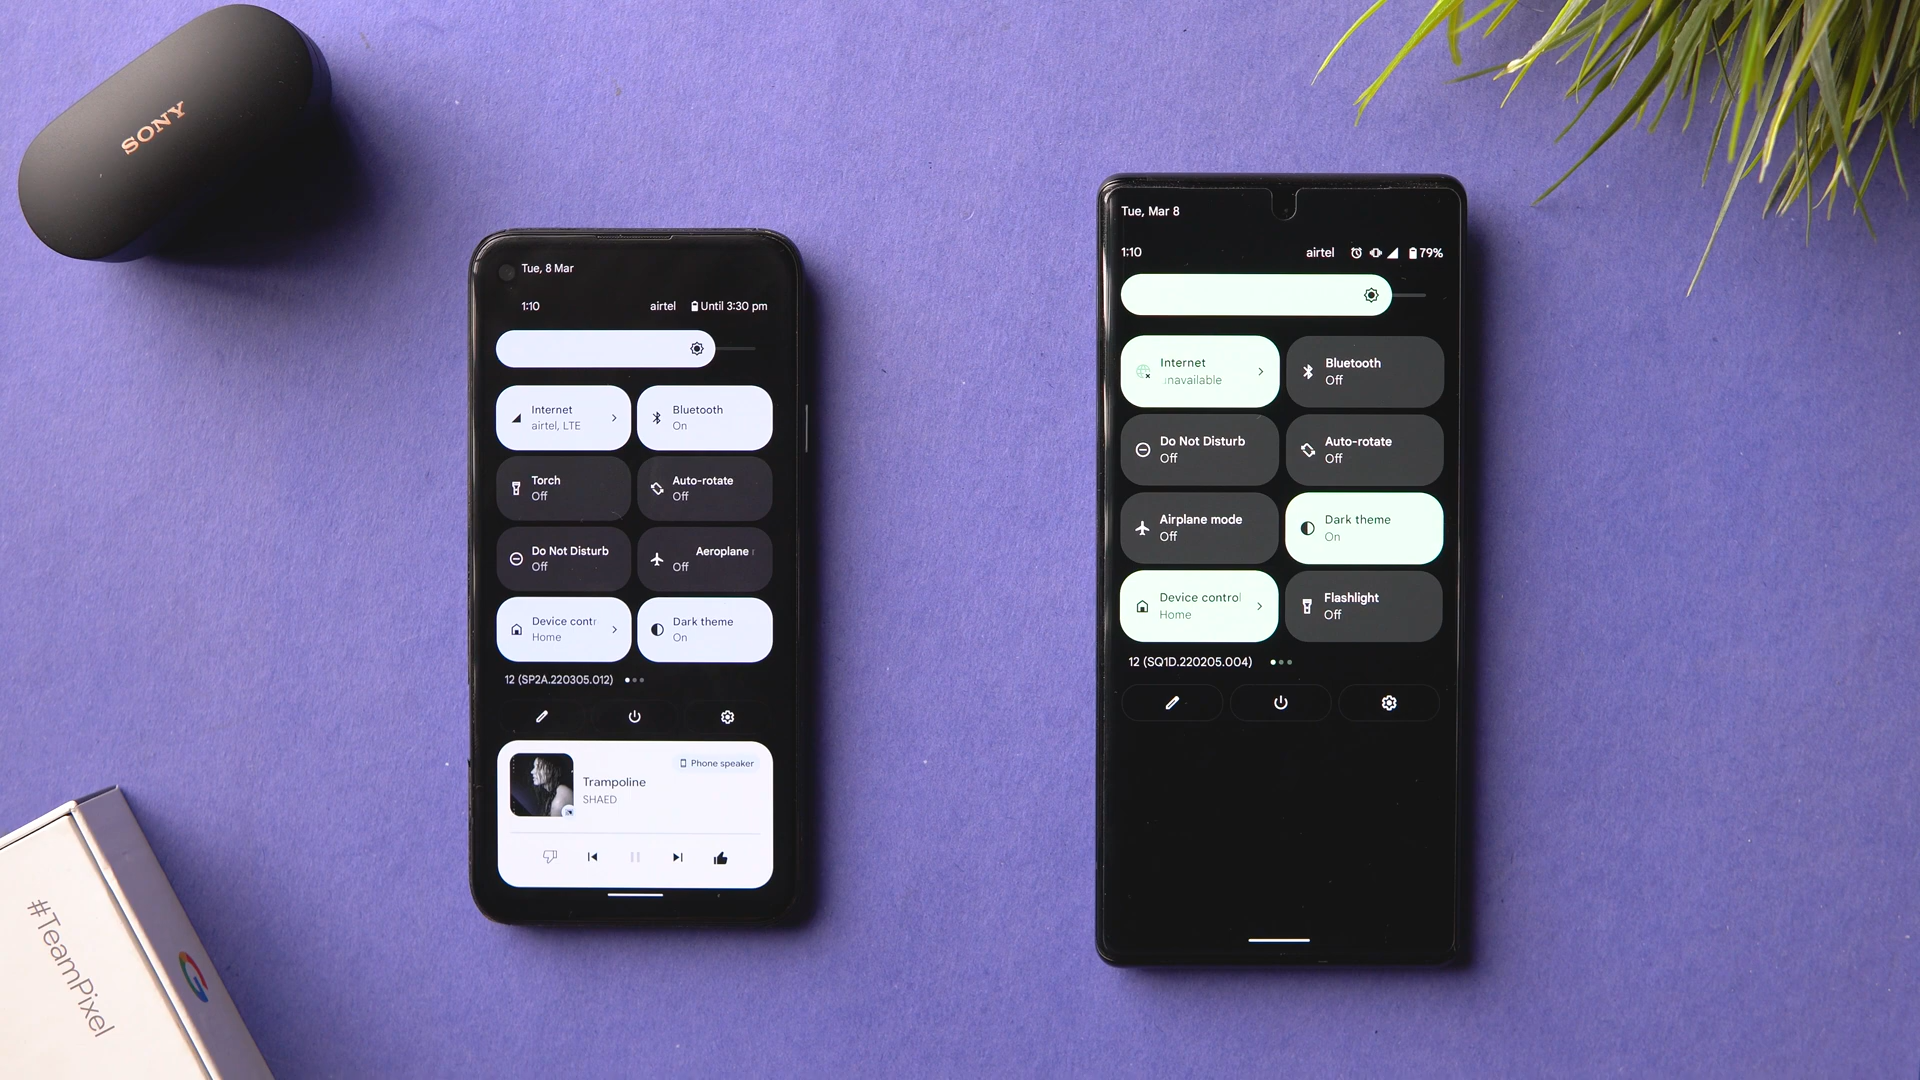 SONY
Tue, 8 Mar
1:10 airtel Until 3:30 pm
Internet
airtel, LTE
Bluetooth
On
Torch
Off
Auto-rotate
Off
Do Not Disturb
Off
Aeroplane
Off
Device contr
Home
Dark theme
On
12 (SP2A.220305.012)
Phone speaker
Trampoline
SHAED
Tue, Mar 8
1:10 airtel 79%
Internet
unavailable
Bluetooth
Off
Do Not Disturb
Off
Auto-rotate
Off
Airplane mode
Off
Dark theme
On
Device control
Home
Flashlight
Off
12 (SQ1D.220205.004)
#TeamPixel
G